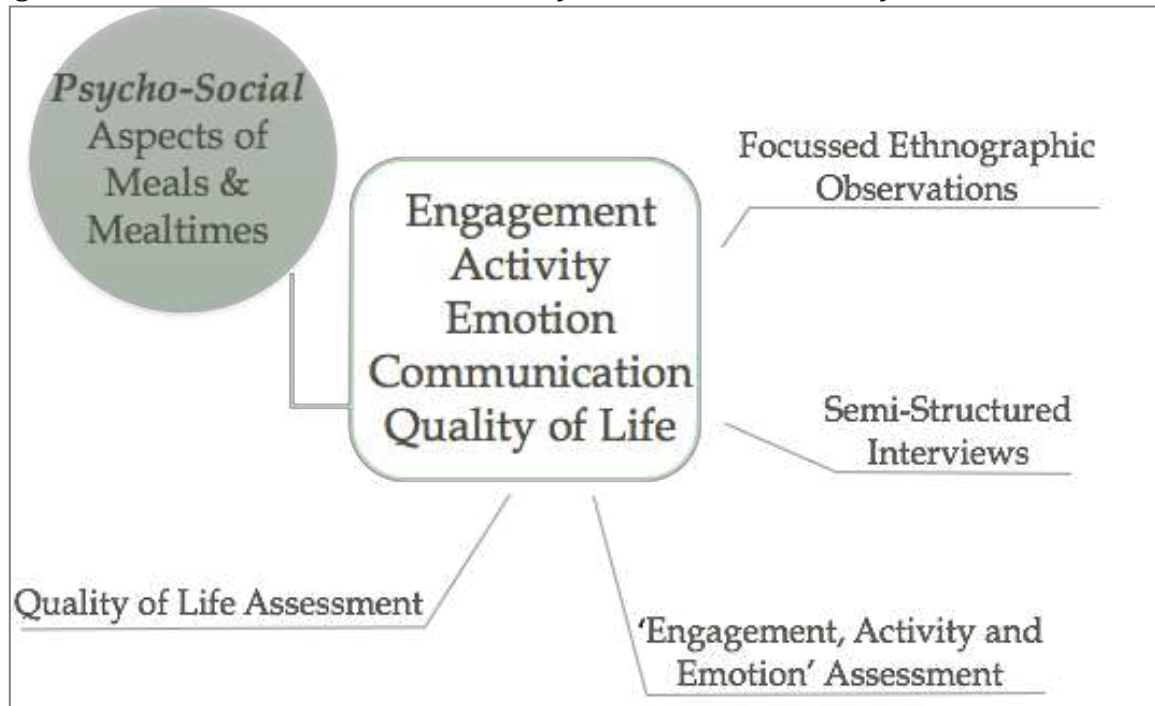 Psycho-Social
Aspects of
Meals &
Mealtimes
Engagement
Activity
Emotion
Communication
Quality of Life
Focussed Ethnographic
Observations
Semi-Structured
Interviews
Quality of Life Assessment
‘Engagement, Activity and
Emotion’ Assessment